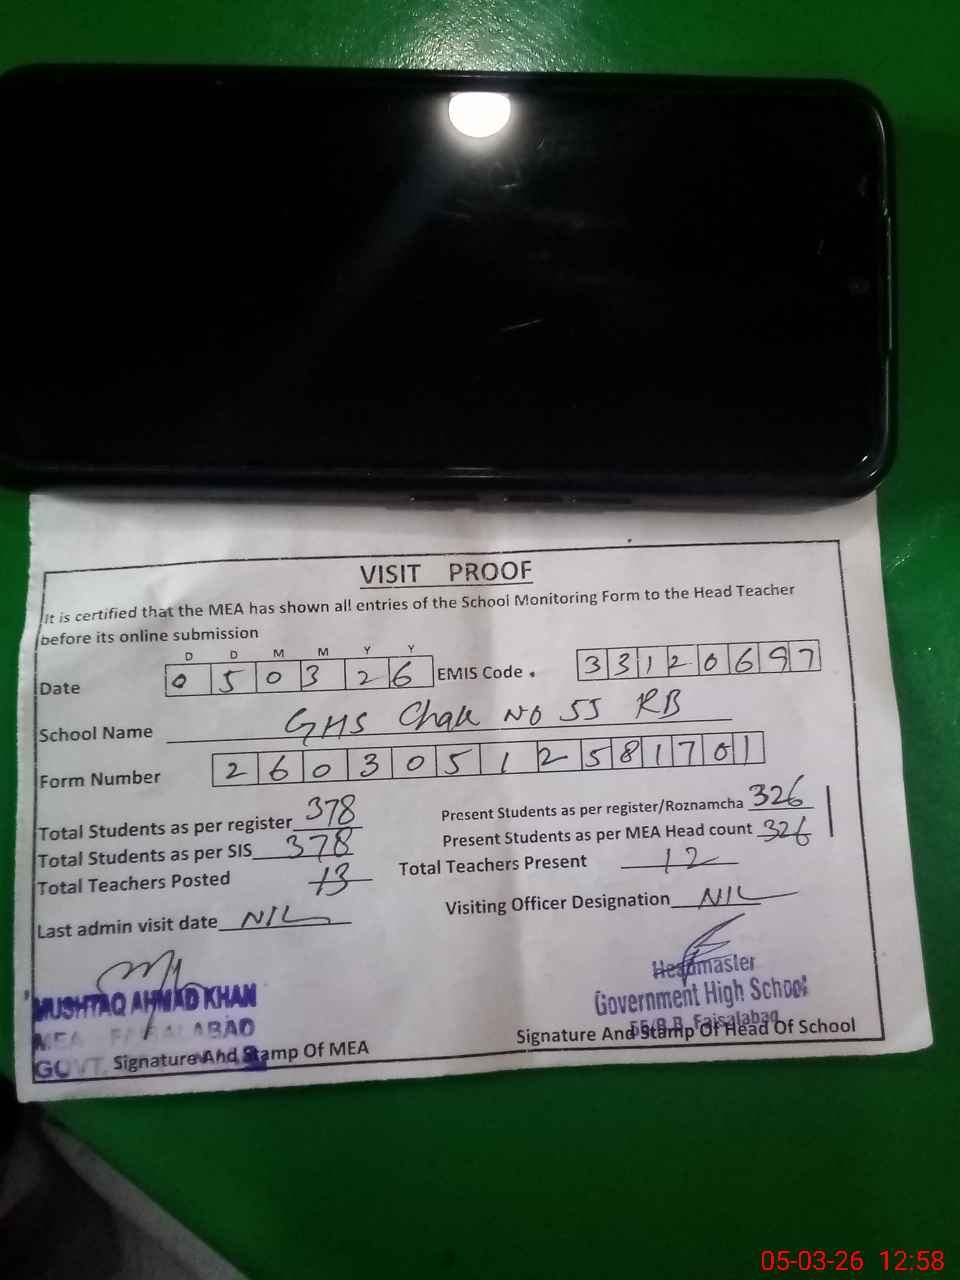 VISIT PROOF
It is certified that the MEA has shown all entries of the School Monitoring Form to the Head Teacher
before its online submission
D D M M Y Y
Date 0 5 0 3 2 6 EMIS Code . 3 3 1 2 0 6 9 7
School Name GHS Chak NO 55 RB
Form Number 2 6 0 3 0 5 1 2 5 8 1 7 0 1
Total Students as per register 378 Present Students as per register/Roznamcha 326
Total Students as per SIS 378 Present Students as per MEA Head count 326
Total Teachers Posted 13 Total Teachers Present 12
Last admin visit date NIL Visiting Officer Designation NIL
MUSHTAQ AHMAD KHAN
MEA FAISALABAD
GOVT.
Signature And Stamp Of MEA
Headmaster
Government High School
55/R.B. Faisalabad
Signature And Stamp Of Head Of School
05-03-26 12:58